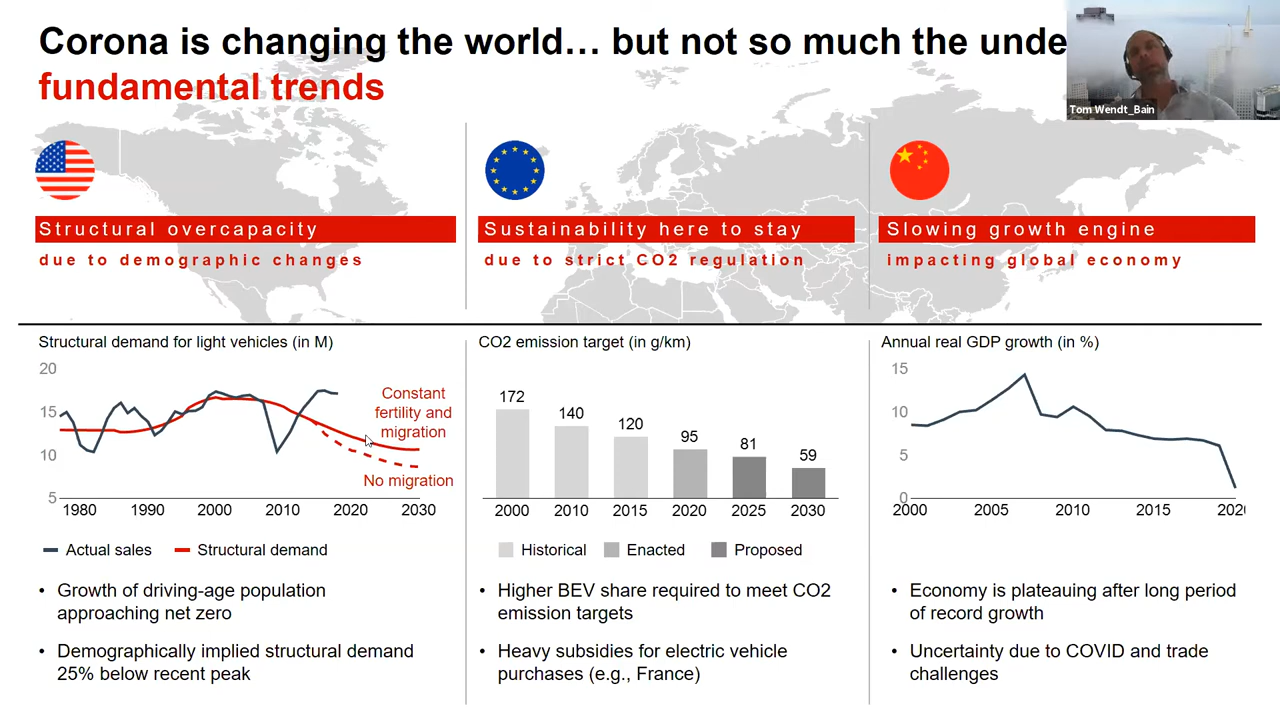 Corona is changing the world… but not so much the unde
fundamental trends
Tom Wendt_Bain
Structural overcapacity
due to demographic changes
Sustainability here to stay
due to strict CO2 regulation
Slowing growth engine
impacting global economy
Structural demand for light vehicles (in M)
20
15
10
5
Constant
fertility and
migration
No migration
1980 1990 2000 2010 2020 2030
Actual sales Structural demand
• Growth of driving-age population
approaching net zero
• Demographically implied structural demand
25% below recent peak
CO2 emission target (in g/km)
172 140 120 95 81 59
2000 2010 2015 2020 2025 2030
Historical Enacted Proposed
• Higher BEV share required to meet CO2
emission targets
• Heavy subsidies for electric vehicle
purchases (e.g., France)
Annual real GDP growth (in %)
15
10
5
0
2000 2005 2010 2015 2020
• Economy is plateauing after long period
of record growth
• Uncertainty due to COVID and trade
challenges